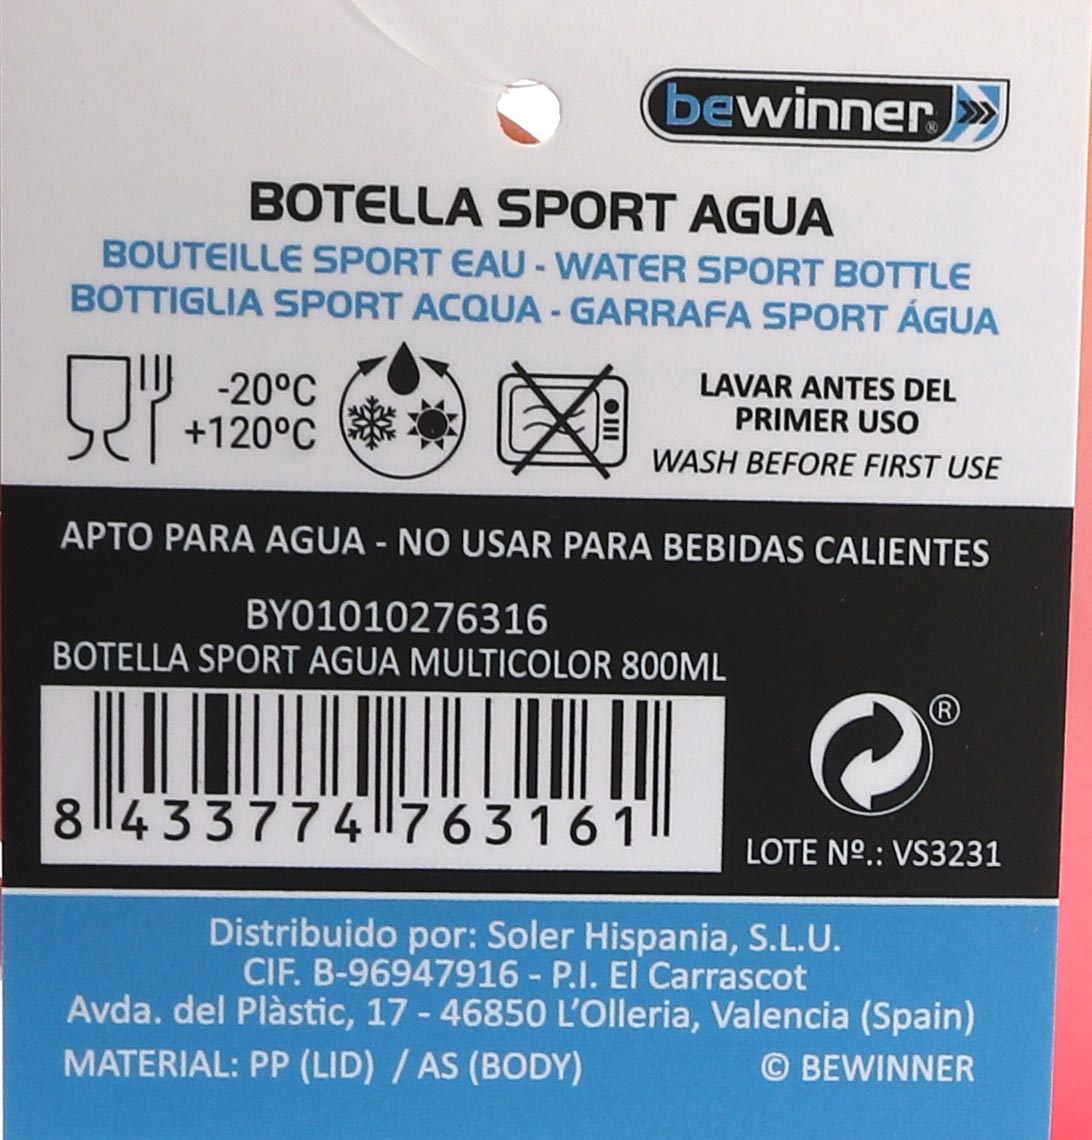 bewinner®
BOTELLA SPORT AGUA
BOUTEILLE SPORT EAU - WATER SPORT BOTTLE
BOTTIGLIA SPORT ACQUA - GARRAFA SPORT ÁGUA
-20ºC
+120ºC
LAVAR ANTES DEL
PRIMER USO
WASH BEFORE FIRST USE
APTO PARA AGUA - NO USAR PARA BEBIDAS CALIENTES
BY01010276316
BOTELLA SPORT AGUA MULTICOLOR 800ML
8 433774 763161
®
LOTE Nº.: VS3231
Distribuido por: Soler Hispania, S.L.U.
CIF. B-96947916 - P.I. El Carrascot
Avda. del Plàstic, 17 - 46850 L'Olleria, Valencia (Spain)
MATERIAL: PP (LID) / AS (BODY)
© BEWINNER